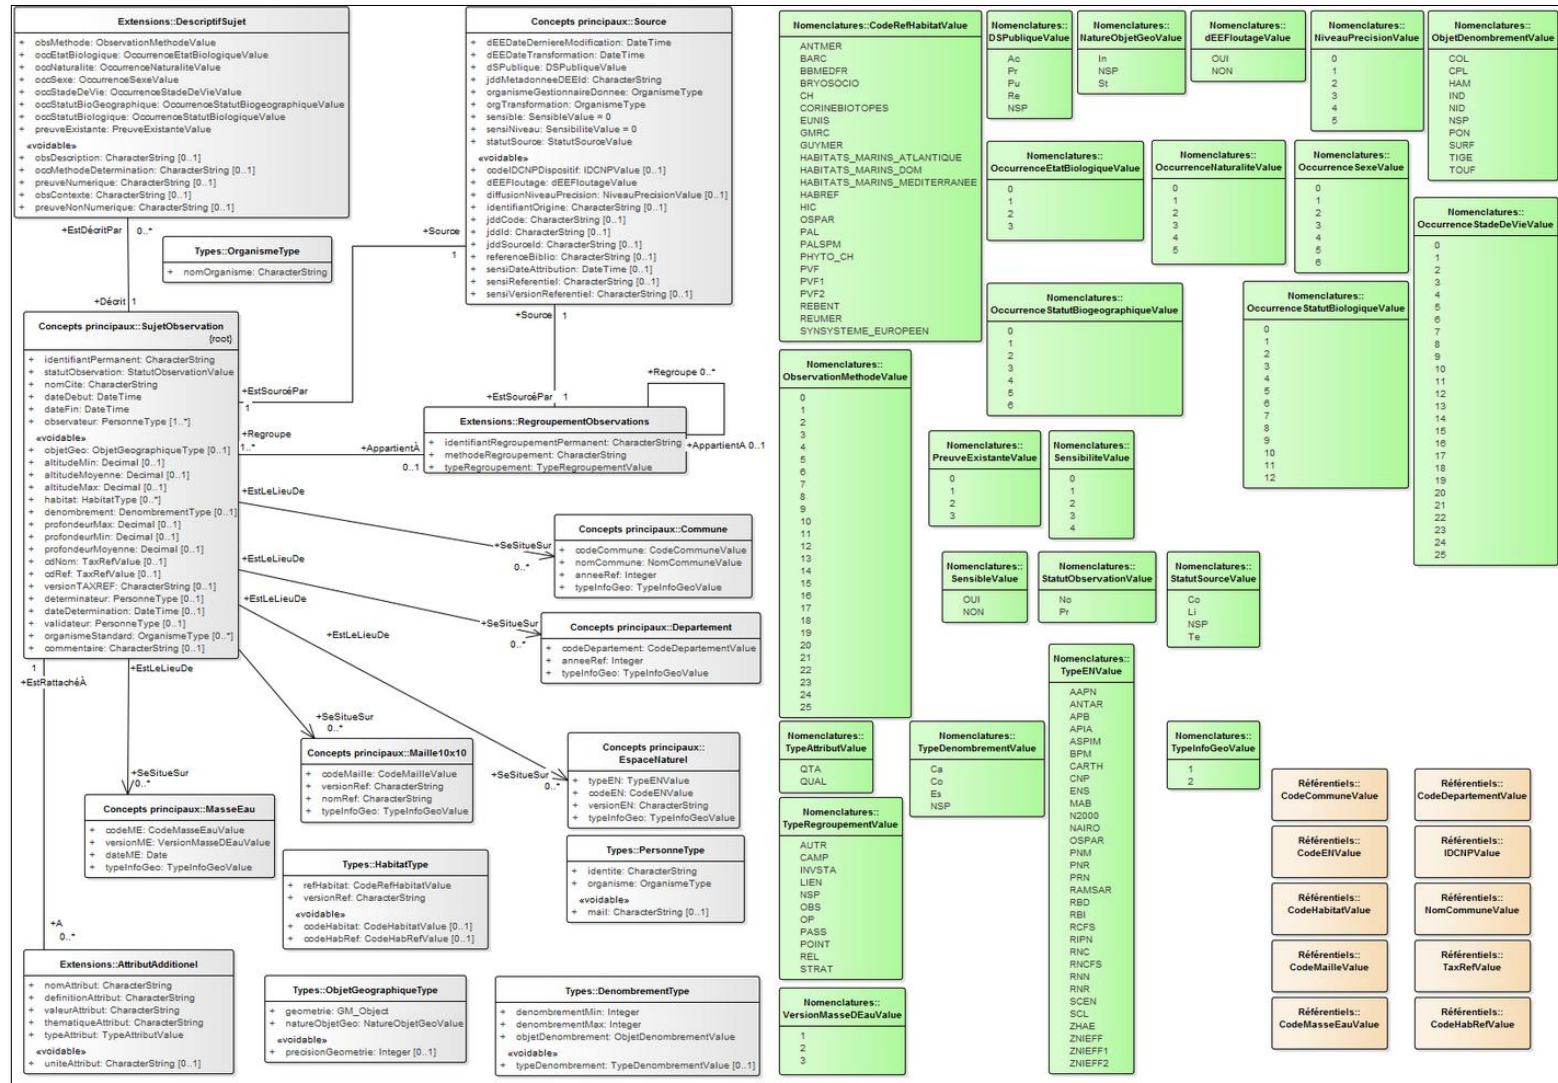 Extensions::DescriptifSujet
+ obsMethode: ObservationMethodeValue
+ occEtatBiologique: OccurrenceEtatBiologiqueValue
+ occNaturalite: OccurrenceNaturaliteValue
+ occSexe: OccurrenceSexeValue
+ occStadeDeVie: OccurrenceStadeDeVieValue
+ occStatutBioGeographique: OccurrenceStatutBiogeographiqueValue
+ occStatutBiologique: OccurrenceStatutBiologiqueValue
+ preuveExistante: PreuveExistanteValue
«voidable»
+ obsDescription: CharacterString [0..1]
+ occMethodeDetermination: CharacterString [0..1]
+ preuveNumerique: CharacterString [0..1]
+ obsContexte: CharacterString [0..1]
+ preuveNonNumerique: CharacterString [0..1]
+EstDécritPar 0..*
+Décrit 1
Types::OrganismeType
+ nomOrganisme: CharacterString
Concepts principaux::Source
+ dEEDateDerniereModification: DateTime
+ dEEDateTransformation: DateTime
+ dSPublique: DSPubliqueValue
+ jddMetadonneeDEEId: CharacterString
+ organismeGestionnaireDonnee: OrganismeType
+ orgTransformation: OrganismeType
+ sensible: SensibleValue = 0
+ sensiNiveau: SensibiliteValue = 0
+ statutSource: StatutSourceValue
«voidable»
+ codeIDCNPDispositif: IDCNPValue [0..1]
+ dEEFloutage: dEEFloutageValue
+ diffusionNiveauPrecision: NiveauPrecisionValue [0..1]
+ identifiantOrigine: CharacterString [0..1]
+ jddCode: CharacterString [0..1]
+ jddId: CharacterString [0..1]
+ jddSourceId: CharacterString [0..1]
+ referenceBiblio: CharacterString [0..1]
+ sensiDateAttribution: DateTime [0..1]
+ sensiReferentiel: CharacterString [0..1]
+ sensiVersionReferentiel: CharacterString [0..1]
+Source
1
+Source 1
Concepts principaux::SujetObservation
{root}
+ identifiantPermanent: CharacterString
+ statutObservation: StatutObservationValue
+ nomCite: CharacterString
+ dateDebut: DateTime
+ dateFin: DateTime
+ observateur: PersonneType [1..*]
«voidable»
+ objetGeo: ObjetGeographiqueType [0..1]
+ altitudeMin: Decimal [0..1]
+ altitudeMoyenne: Decimal [0..1]
+ altitudeMax: Decimal [0..1]
+ habitat: HabitatType [0..*]
+ denombrement: DenombrementType [0..1]
+ profondeurMax: Decimal [0..1]
+ profondeurMin: Decimal [0..1]
+ profondeurMoyenne: Decimal [0..1]
+ cdNom: TaxRefValue [0..1]
+ cdRef: TaxRefValue [0..1]
+ versionTAXREF: CharacterString [0..1]
+ determinateur: PersonneType [0..1]
+ dateDetermination: DateTime [0..1]
+ validateur: PersonneType [0..1]
+ organismeStandard: OrganismeType [0..*]
+ commentaire: CharacterString [0..1]
+EstSourcéPar
1
+Regroupe
1..*
+AppartientÀ
0..1
+EstSourcéPar 1
+Regroupe 0..*
+AppartientA 0..1
Extensions::RegroupementObservations
+ identifiantRegroupementPermanent: CharacterString
+ methodeRegroupement: CharacterString
+ typeRegroupement: TypeRegroupementValue
+EstLeLieuDe
+SeSitueSur
0..*
Concepts principaux::Commune
+ codeCommune: CodeCommuneValue
+ nomCommune: NomCommuneValue
+ anneeRef: Integer
+ typeInfoGeo: TypeInfoGeoValue
+EstLeLieuDe
+SeSitueSur
0..*
Concepts principaux::Departement
+ codeDepartement: CodeDepartementValue
+ anneeRef: Integer
+ typeInfoGeo: TypeInfoGeoValue
+EstLeLieuDe
+EstLeLieuDe
1
+EstLeLieuDe
+EstRattachéÀ
+SeSitueSur
0..*
Concepts principaux::Maille10x10
+ codeMaille: CodeMailleValue
+ versionRef: CharacterString
+ nomRef: CharacterString
+ typeInfoGeo: TypeInfoGeoValue
+SeSitueSur
0..*
Concepts principaux::
EspaceNaturel
+ typeEN: TypeENValue
+ codeEN: CodeENValue
+ versionEN: CharacterString
+ typeInfoGeo: TypeInfoGeoValue
+SeSitueSur
0..*
Concepts principaux::MasseEau
+ codeME: CodeMasseEauValue
+ versionME: VersionMasseDEauValue
+ dateME: Date
+ typeInfoGeo: TypeInfoGeoValue
Types::HabitatType
+ refHabitat: CodeRefHabitatValue
+ versionRef: CharacterString
«voidable»
+ codeHabitat: CodeHabitatValue [0..1]
+ codeHabRef: CodeHabRefValue [0..1]
Types::PersonneType
+ identite: CharacterString
+ organisme: OrganismeType
«voidable»
+ mail: CharacterString [0..1]
+A
0..*
Extensions::AttributAdditionel
+ nomAttribut: CharacterString
+ definitionAttribut: CharacterString
+ valeurAttribut: CharacterString
+ thematiqueAttribut: CharacterString
+ typeAttribut: TypeAttributValue
«voidable»
+ uniteAttribut: CharacterString [0..1]
Types::ObjetGeographiqueType
+ geometrie: GM_Object
+ natureObjetGeo: NatureObjetGeoValue
«voidable»
+ precisionGeometrie: Integer [0..1]
Types::DenombrementType
+ denombrementMin: Integer
+ denombrementMax: Integer
+ objetDenombrement: ObjetDenombrementValue
«voidable»
+ typeDenombrement: TypeDenombrementValue [0..1]
Nomenclatures::CodeRefHabitatValue
ANTMER
BARC
BBMEDFR
BRYOSOCIO
CH
CORINEBIOTOPES
EUNIS
GMRC
GUYMER
HABITATS_MARINS_ATLANTIQUE
HABITATS_MARINS_DOM
HABITATS_MARINS_MEDITERRANEE
HABREF
HIC
OSPAR
PAL
PALSPM
PHYTO_CH
PVF
PVF1
PVF2
REBENT
REUMER
SYNSYSTEME_EUROPEEN
Nomenclatures::
DSPubliqueValue
Ac
Pr
Pu
Re
NSP
Nomenclatures::
NatureObjetGeoValue
In
NSP
St
Nomenclatures::
dEEFloutageValue
OUI
NON
Nomenclatures::
NiveauPrecisionValue
0
1
2
3
4
5
Nomenclatures::
ObjetDenombrementValue
COL
CPL
HAM
IND
NID
NSP
PON
SURF
TIGE
TOUF
Nomenclatures::
OccurrenceEtatBiologiqueValue
0
1
2
3
Nomenclatures::
OccurrenceNaturaliteValue
0
1
2
3
4
5
Nomenclatures::
OccurrenceSexeValue
0
1
2
3
4
5
6
Nomenclatures::
OccurrenceStadeDeVieValue
0
1
2
3
4
5
6
7
8
9
10
11
12
13
14
15
16
17
18
19
20
21
22
23
24
25
Nomenclatures::
OccurrenceStatutBiogeographiqueValue
0
1
2
3
4
5
6
Nomenclatures::
OccurrenceStatutBiologiqueValue
0
1
2
3
4
5
6
7
8
9
10
11
12
Nomenclatures::
ObservationMethodeValue
0
1
2
3
4
5
6
7
8
9
10
11
12
13
14
15
16
17
18
19
20
21
22
23
24
25
Nomenclatures::
PreuveExistanteValue
0
1
2
3
Nomenclatures::
SensibiliteValue
0
1
2
3
4
Nomenclatures::
SensibleValue
OUI
NON
Nomenclatures::
StatutObservationValue
No
Pr
Nomenclatures::
StatutSourceValue
Co
Li
NSP
Te
Nomenclatures::
TypeENValue
AAPN
ANTAR
APB
APIA
ASPIM
BPM
CARTH
CNP
ENS
MAB
N2000
NAIRO
OSPAR
PNM
PNR
PRN
RAMSAR
RBD
RBI
RCFS
RIPN
RNC
RNCFS
RNN
RNR
SCEN
SCL
ZHAE
ZNIEFF
ZNIEFF1
ZNIEFF2
Nomenclatures::
TypeAttributValue
QTA
QUAL
Nomenclatures::
TypeDenombrementValue
Ca
Co
Es
NSP
Nomenclatures::
TypeInfoGeoValue
1
2
Nomenclatures::
TypeRegroupementValue
AUTR
CAMP
INVSTA
LIEN
NSP
OBS
OP
PASS
POINT
REL
STRAT
Nomenclatures::
VersionMasseDEauValue
1
2
3
Référentiels::
CodeCommuneValue
Référentiels::
CodeDepartementValue
Référentiels::
CodeENValue
Référentiels::
IDCNPValue
Référentiels::
CodeHabitatValue
Référentiels::
NomCommuneValue
Référentiels::
CodeMailleValue
Référentiels::
TaxRefValue
Référentiels::
CodeMasseEauValue
Référentiels::
CodeHabRefValue